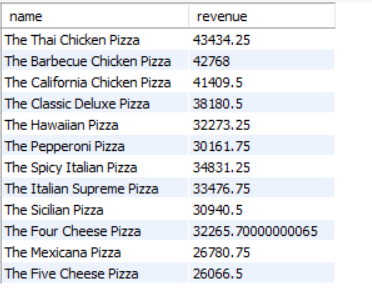 name revenue
The Thai Chicken Pizza 43434.25
The Barbecue Chicken Pizza 42768
The California Chicken Pizza 41409.5
The Classic Deluxe Pizza 38180.5
The Hawaiian Pizza 32273.25
The Pepperoni Pizza 30161.75
The Spicy Italian Pizza 34831.25
The Italian Supreme Pizza 33476.75
The Sicilian Pizza 30940.5
The Four Cheese Pizza 32265.70000000065
The Mexicana Pizza 26780.75
The Five Cheese Pizza 26066.5